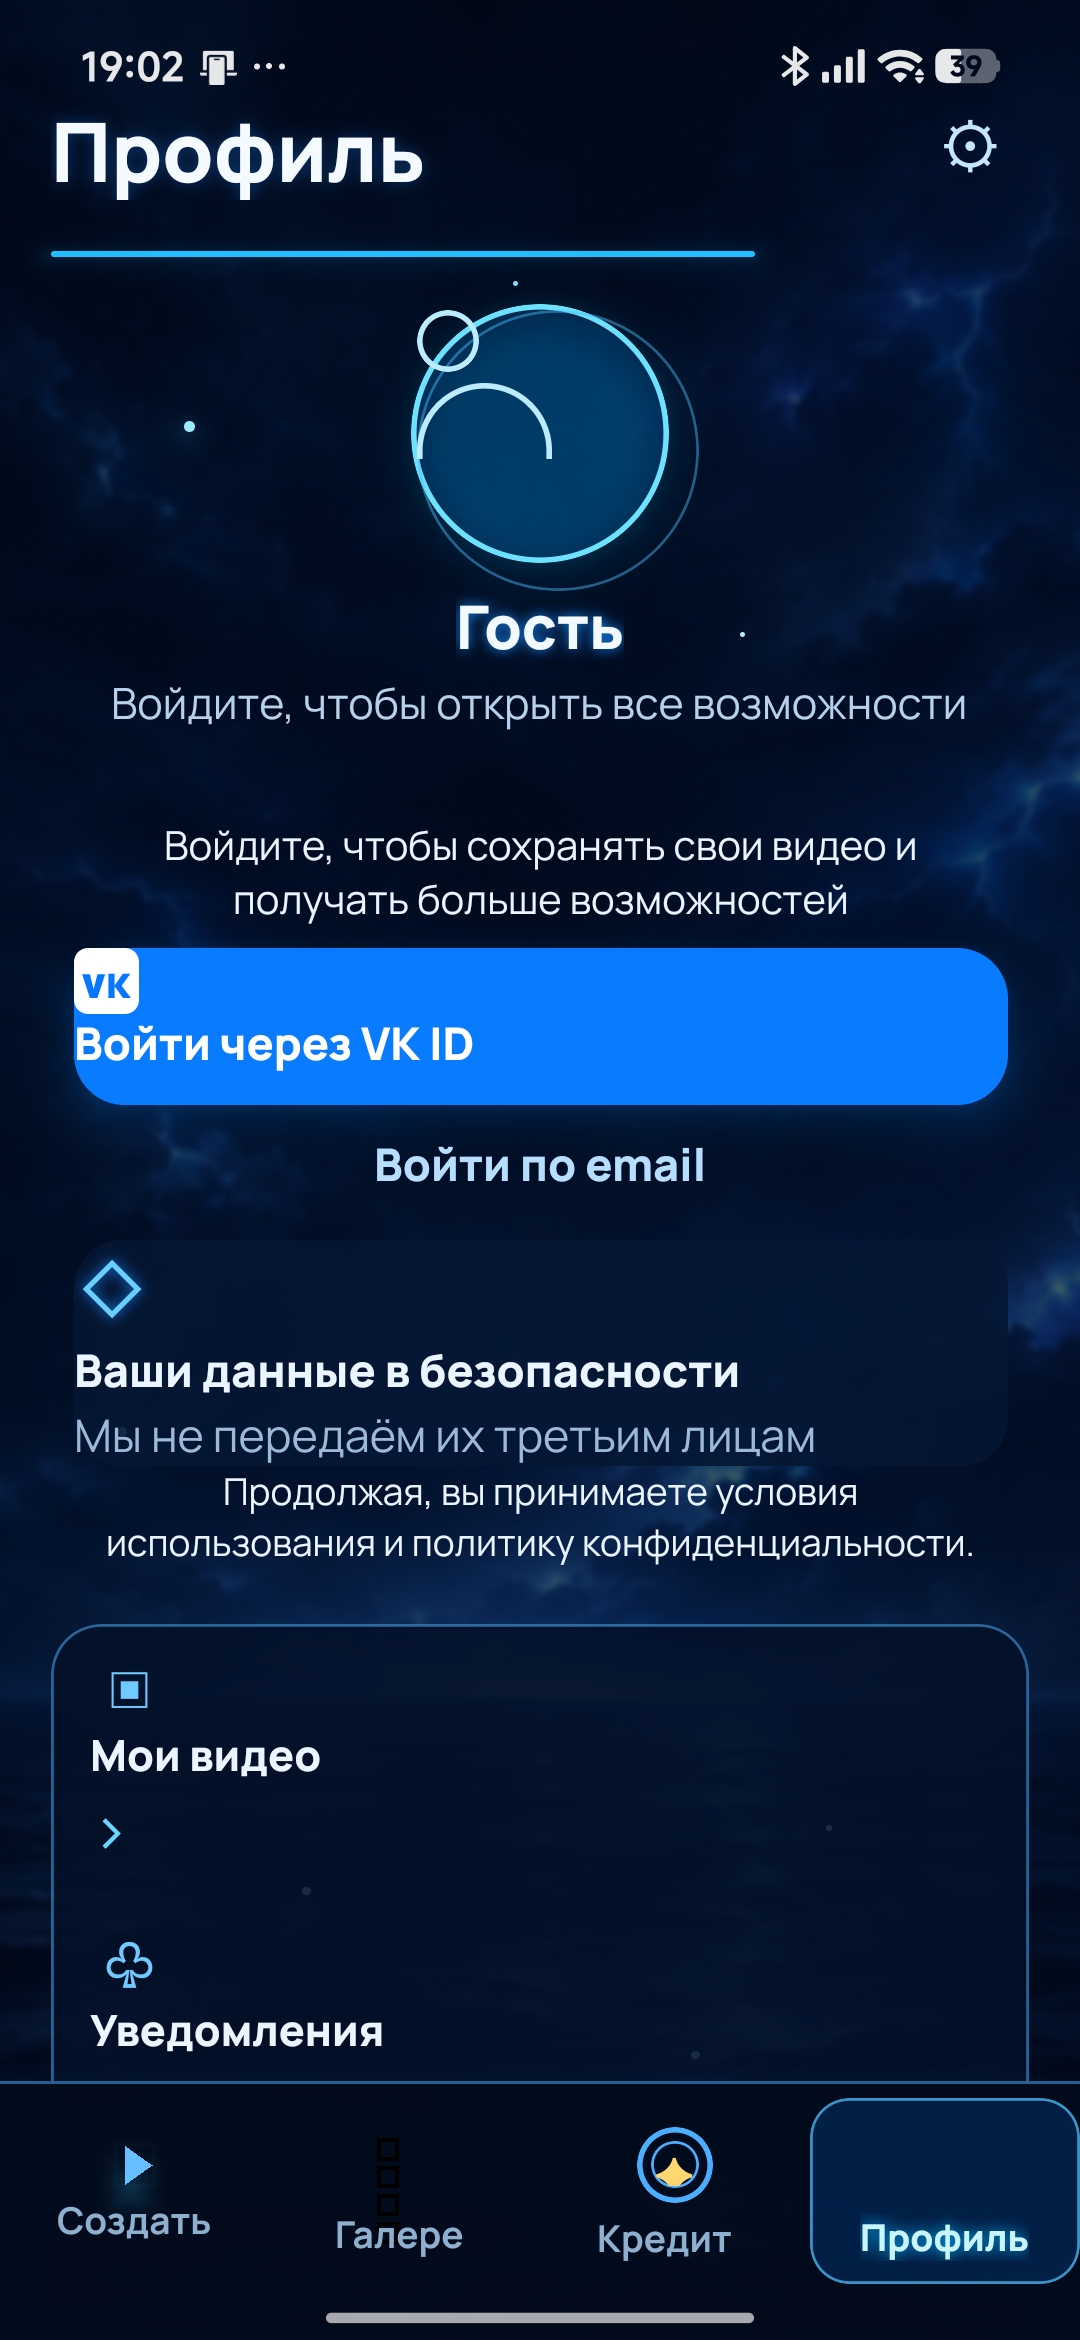 19:02
39
Профиль
Гость
Войдите, чтобы открыть все возможности
Войдите, чтобы сохранять свои видео и
получать больше возможностей
VK
Войти через VK ID
Войти по email
Ваши данные в безопасности
Мы не передаём их третьим лицам
Продолжая, вы принимаете условия
использования и политику конфиденциальности.
Мои видео
Уведомления
Создать
Галере
Кредит
Профиль